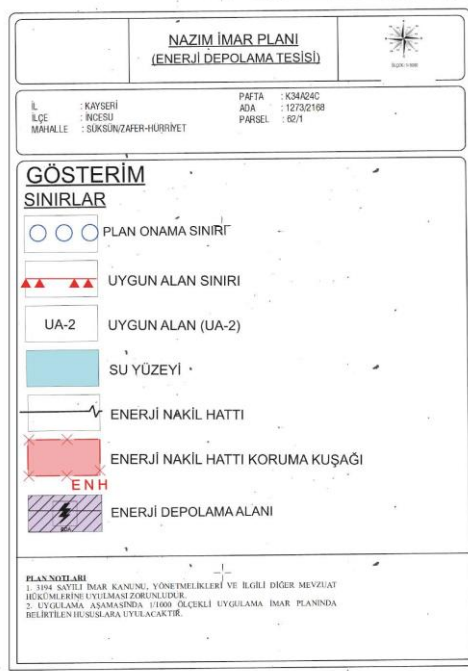 NAZIM İMAR PLANI
(ENERJİ DEPOLAMA TESİSİ)
İL : KAYSERİ
İLÇE : İNCESU
MAHALLE : SÜKSÜN/ZAFER-HÜRRİYET
PAFTA : K34A24C
ADA : 1273/2168
PARSEL : 62/1
GÖSTERİM
SINIRLAR
PLAN ONAMA SINIRI
UYGUN ALAN SINIRI
UA-2 UYGUN ALAN (UA-2)
SU YÜZEYİ
ENERJİ NAKİL HATTI
ENERJİ NAKİL HATTI KORUMA KUŞAĞI
ENH
ENERJİ DEPOLAMA ALANI
PLAN NOTLARI
1. 3194 SAYILI İMAR KANUNU, YÖNETMELİKLERİ VE İLGİLİ DİĞER MEVZUAT
HÜKÜMLERİNE UYULMASI ZORUNLUDUR.
2. UYGULAMA AŞAMASINDA 1/1000 ÖLÇEKLİ UYGULAMA İMAR PLANINDA
BELİRTİLEN HUSUSLARA UYULACAKTIR.